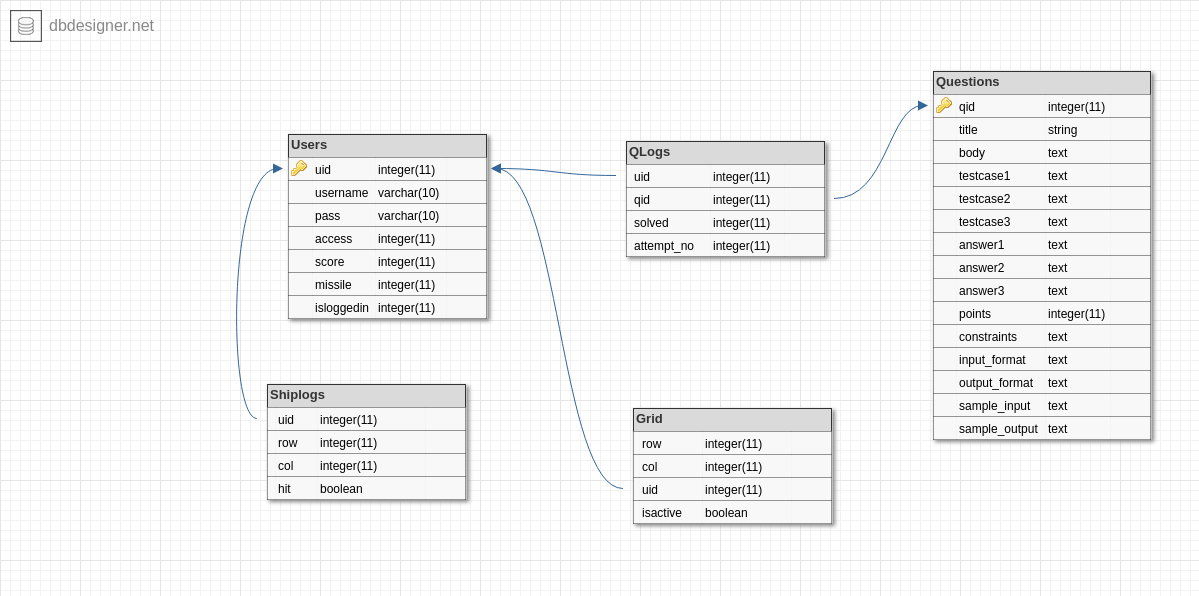 dbdesigner.net
Users
uid integer(11)
username varchar(10)
pass varchar(10)
access integer(11)
score integer(11)
missile integer(11)
isloggedin integer(11)
Shiplogs
uid integer(11)
row integer(11)
col integer(11)
hit boolean
QLogs
uid integer(11)
qid integer(11)
solved integer(11)
attempt_no integer(11)
Grid
row integer(11)
col integer(11)
uid integer(11)
isactive boolean
Questions
qid integer(11)
title string
body text
testcase1 text
testcase2 text
testcase3 text
answer1 text
answer2 text
answer3 text
points integer(11)
constraints text
input_format text
output_format text
sample_input text
sample_output text